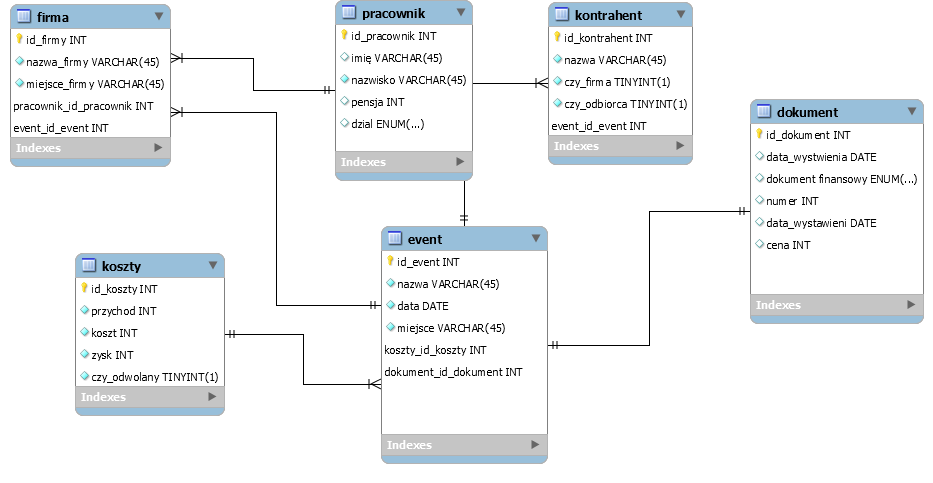 firma
id_firmy INT
nazwa_firmy VARCHAR(45)
miejsce_firmy VARCHAR(45)
pracownik_id_pracownik INT
event_id_event INT
Indexes
pracownik
id_pracownik INT
imię VARCHAR(45)
nazwisko VARCHAR(45)
pensja INT
dzial ENUM(...)
Indexes
kontrahent
id_kontrahent INT
nazwa VARCHAR(45)
czy_firma TINYINT(1)
czy_odbiorca TINYINT(1)
event_id_event INT
Indexes
dokument
id_dokument INT
data_wystwienia DATE
dokument finansowy ENUM(...)
numer INT
data_wystawieni DATE
cena INT
Indexes
koszty
id_koszty INT
przychod INT
koszt INT
zysk INT
czy_odwolany TINYINT(1)
Indexes
event
id_event INT
nazwa VARCHAR(45)
data DATE
miejsce VARCHAR(45)
koszty_id_koszty INT
dokument_id_dokument INT
Indexes